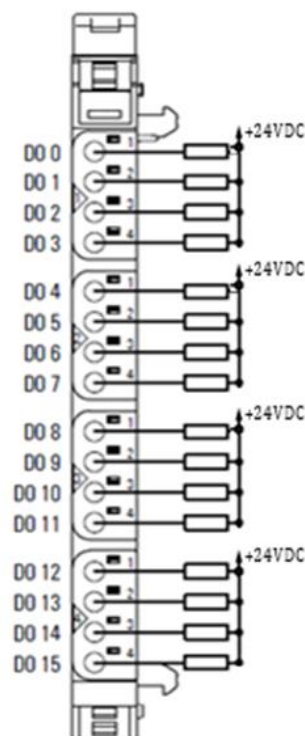 +24VDC
1
DO 0
2
DO 1
3
DO 2
4
DO 3
+24VDC
1
DO 4
2
DO 5
3
DO 6
4
DO 7
+24VDC
1
DO 8
2
DO 9
3
DO 10
4
DO 11
+24VDC
1
DO 12
2
DO 13
3
DO 14
4
DO 15